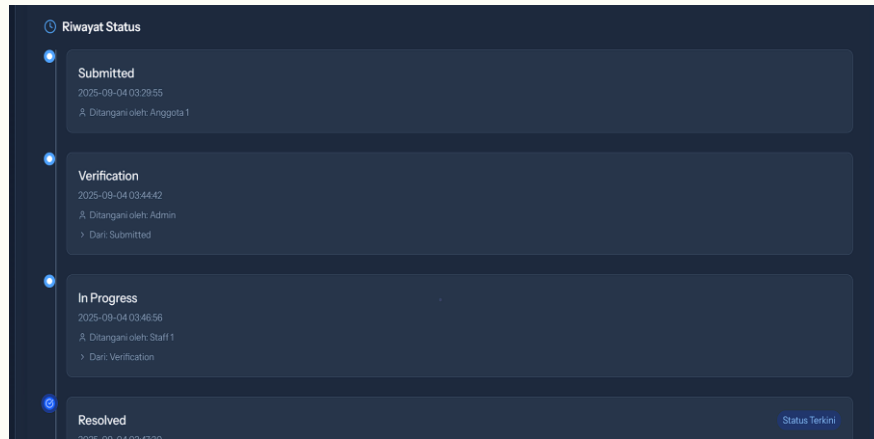 Riwayat Status
Submitted
2025-09-04 03:29:55
Ditangani oleh: Anggota 1
Verification
2025-09-04 03:44:42
Ditangani oleh: Admin
Dari: Submitted
In Progress
2025-09-04 03:46:56
Ditangani oleh: Staff 1
Dari: Verification
Resolved
Status Terkini